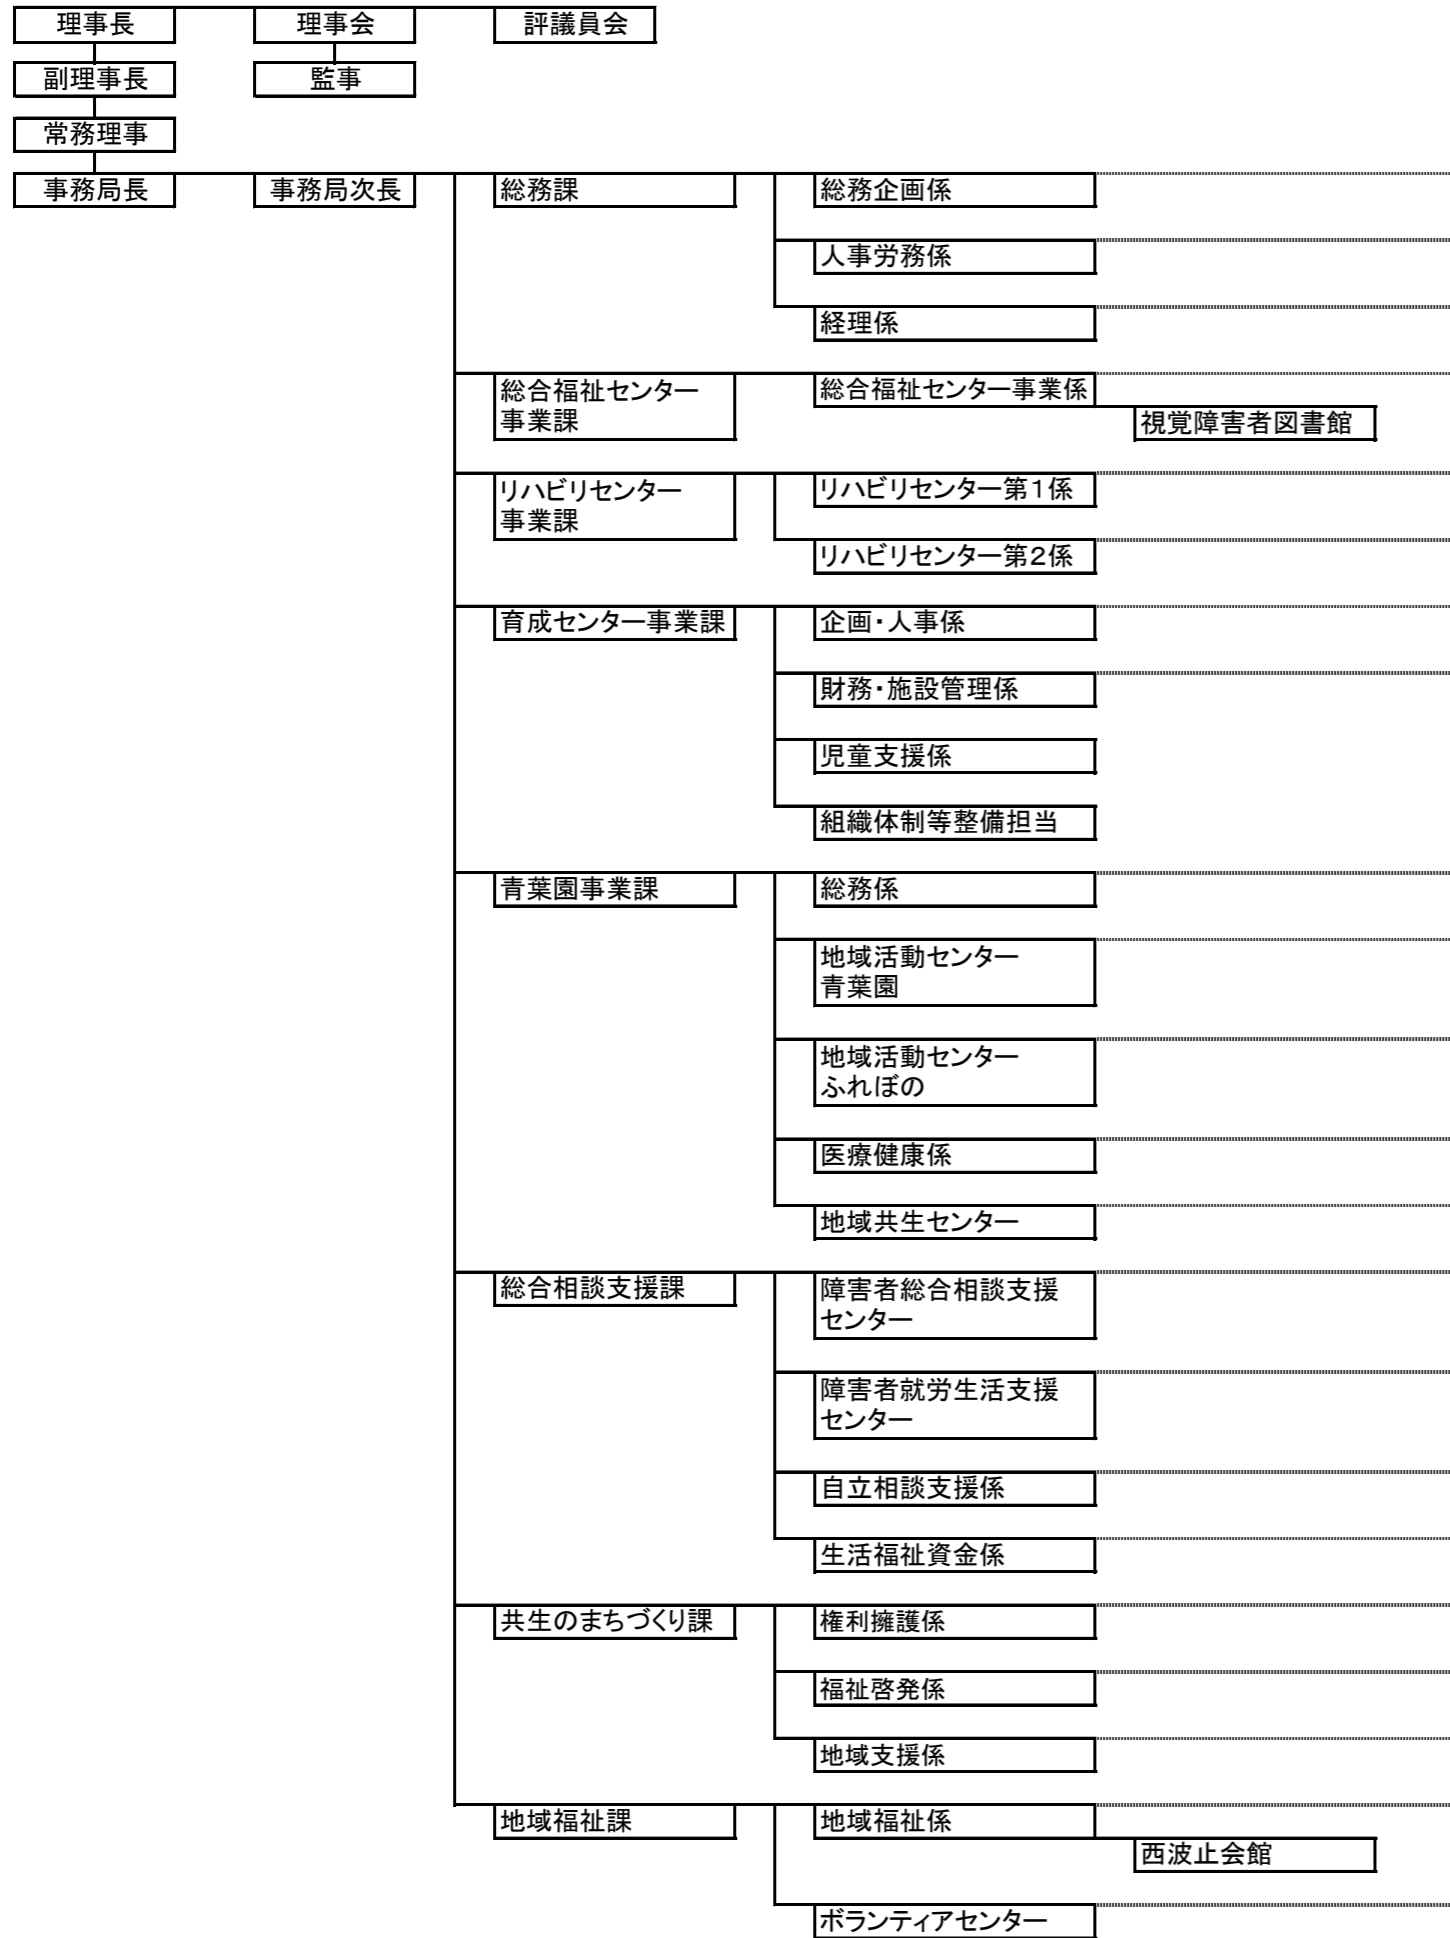 理事長
理事会
評議員会
副理事長
監事
常務理事
事務局長
事務局次長
総務課
総務企画係
人事労務係
経理係
総合福祉センター
事業課
総合福祉センター事業係
視覚障害者図書館
リハビリセンター
事業課
リハビリセンター第1係
リハビリセンター第2係
育成センター事業課
企画・人事係
財務・施設管理係
児童支援係
組織体制等整備担当
青葉園事業課
総務係
地域活動センター
青葉園
地域活動センター
ふれぼの
医療健康係
地域共生センター
総合相談支援課
障害者総合相談支援
センター
障害者就労生活支援
センター
自立相談支援係
生活福祉資金係
共生のまちづくり課
権利擁護係
福祉啓発係
地域支援係
地域福祉課
地域福祉係
西波止会館
ボランティアセンター